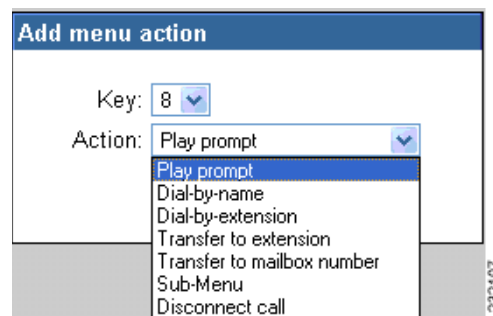 Add menu action
Key: 8
Action: Play prompt
Play prompt
Dial-by-name
Dial-by-extension
Transfer to extension
Transfer to mailbox number
Sub-Menu
Disconnect call